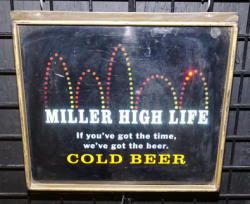 MILLER HIGH LIFE
If you've got the time,
we've got the beer.
COLD BEER